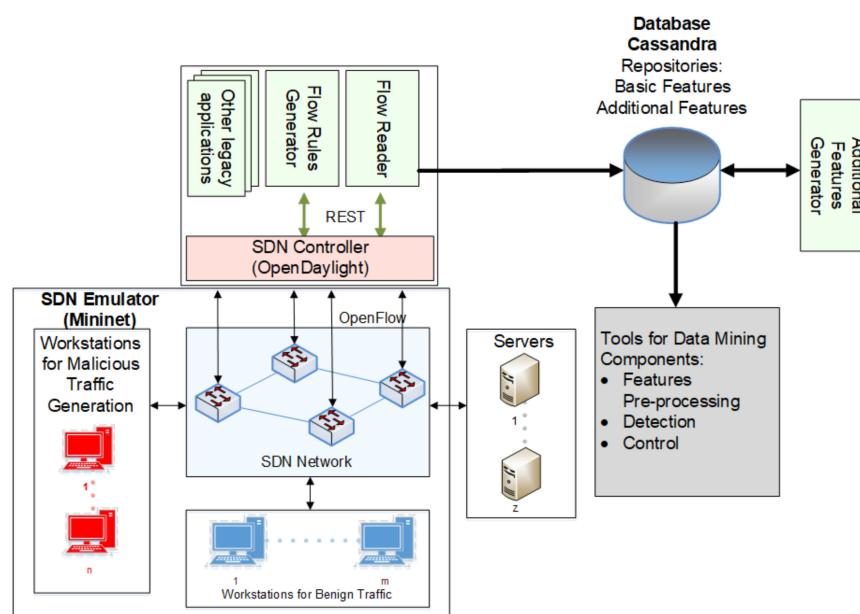 Database
Cassandra
Repositories:
Basic Features
Additional Features
Other legacy
applications
Flow Rules
Generator
Flow Reader
Additional
Features
Generator
REST
SDN Controller
(OpenDaylight)
SDN Emulator
(Mininet)
OpenFlow
Workstations
for Malicious
Traffic
Generation
1
n
SDN Network
Servers
1
z
Tools for Data Mining
Components:
• Features
Pre-processing
• Detection
• Control
1
m
Workstations for Benign Traffic